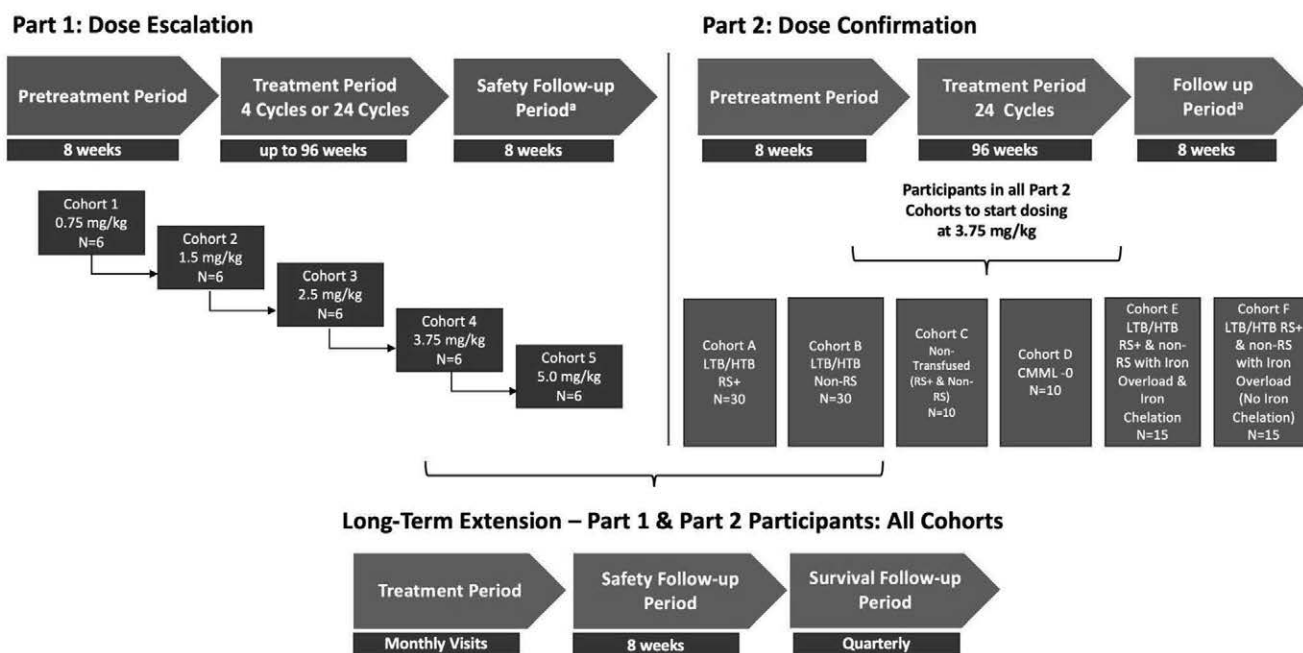 Part 1: Dose Escalation
Pretreatment Period
8 weeks
Treatment Period
4 Cycles or 24 Cycles
up to 96 weeks
Safety Follow-up
Periodª
8 weeks
Cohort 1
0.75 mg/kg
N=6
Cohort 2
1.5 mg/kg
N=6
Cohort 3
2.5 mg/kg
N=6
Cohort 4
3.75 mg/kg
N=6
Cohort 5
5.0 mg/kg
N=6
Part 2: Dose Confirmation
Pretreatment Period
8 weeks
Treatment Period
24 Cycles
96 weeks
Follow up
Periodª
8 weeks
Participants in all Part 2
Cohorts to start dosing
at 3.75 mg/kg
Cohort A
LTB/HTB
RS+
N=30
Cohort B
LTB/HTB
Non-RS
N=30
Cohort C
Non-
Transfused
(RS+ & Non-
RS)
N=10
Cohort D
CMML -0
N=10
Cohort E
LTB/HTB
RS+ & non-
RS with Iron
Overload &
Iron
Chelation
N=15
Cohort F
LTB/HTB RS+
& non-RS
with Iron
Overload
(No Iron
Chelation)
N=15
Long-Term Extension – Part 1 & Part 2 Participants: All Cohorts
Treatment Period
Monthly Visits
Safety Follow-up
Period
8 weeks
Survival Follow-up
Period
Quarterly